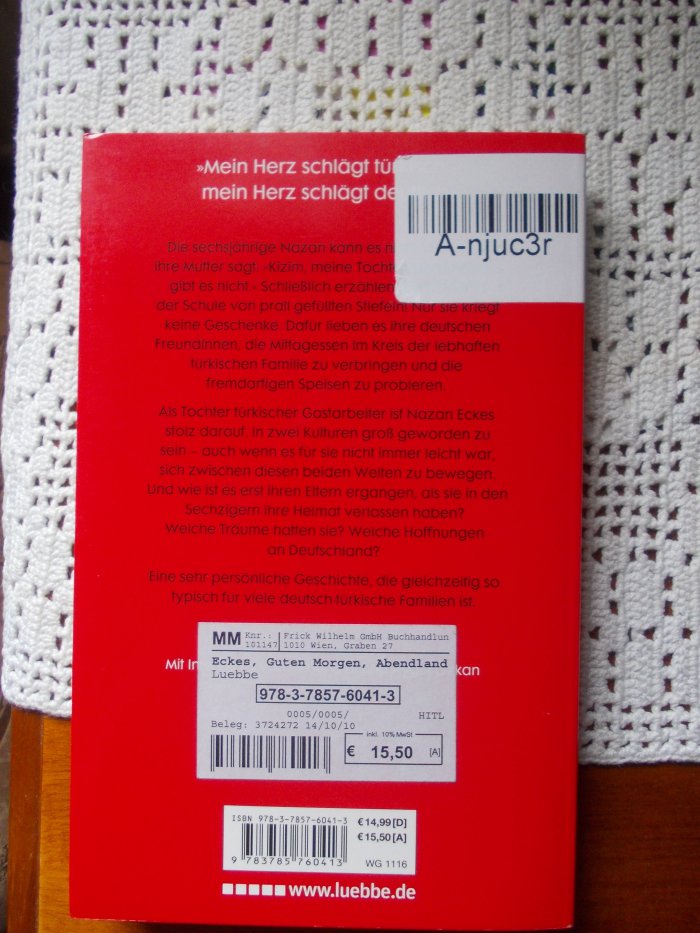 »Mein Herz schlägt tür
mein Herz schlägt de
A-njuc3r
Die sechsjährige Nazan kann es
ihre Mutter sagt: »Kizim, meine Tochter,
gibt es nicht.« Schließlich erzählen
der Schule von prall gefüllten Stiefeln! Nur sie kriegt
keine Geschenke. Dafür lieben es ihre deutschen
Freundinnen, die Mittagessen im Kreis der lebhaften
türkischen Familie zu verbringen und die
fremdartigen Speisen zu probieren.
Als Tochter türkischer Gastarbeiter ist Nazan Eckes
stolz darauf, in zwei Kulturen groß geworden zu
sein – auch wenn es für sie nicht immer leicht war,
sich zwischen diesen beiden Welten zu bewegen.
Und wie ist es erst ihren Eltern ergangen, als sie in den
Sechzigern ihre Heimat verlassen haben?
Welche Träume hatten sie? Welche Hoffnungen
an Deutschland?
Eine sehr persönliche Geschichte, die gleichzeitig so
typisch für viele deutsch-türkische Familien ist.
MM Knr.: Frick Wilhelm GmbH Buchhandlun
101147 1010 Wien, Graben 27
Eckes, Guten Morgen, Abendland
Luebbe
978-3-7857-6041-3
0005/0005/ HITL
Beleg: 3724272 14/10/10
inkl. 10% MwSt
€ 15,50 [A]
Mit In kan
ISBN 978-3-7857-6041-3
€ 14,99 [D]
€ 15,50 [A]
9 783785 760413
WG 1116
www.luebbe.de